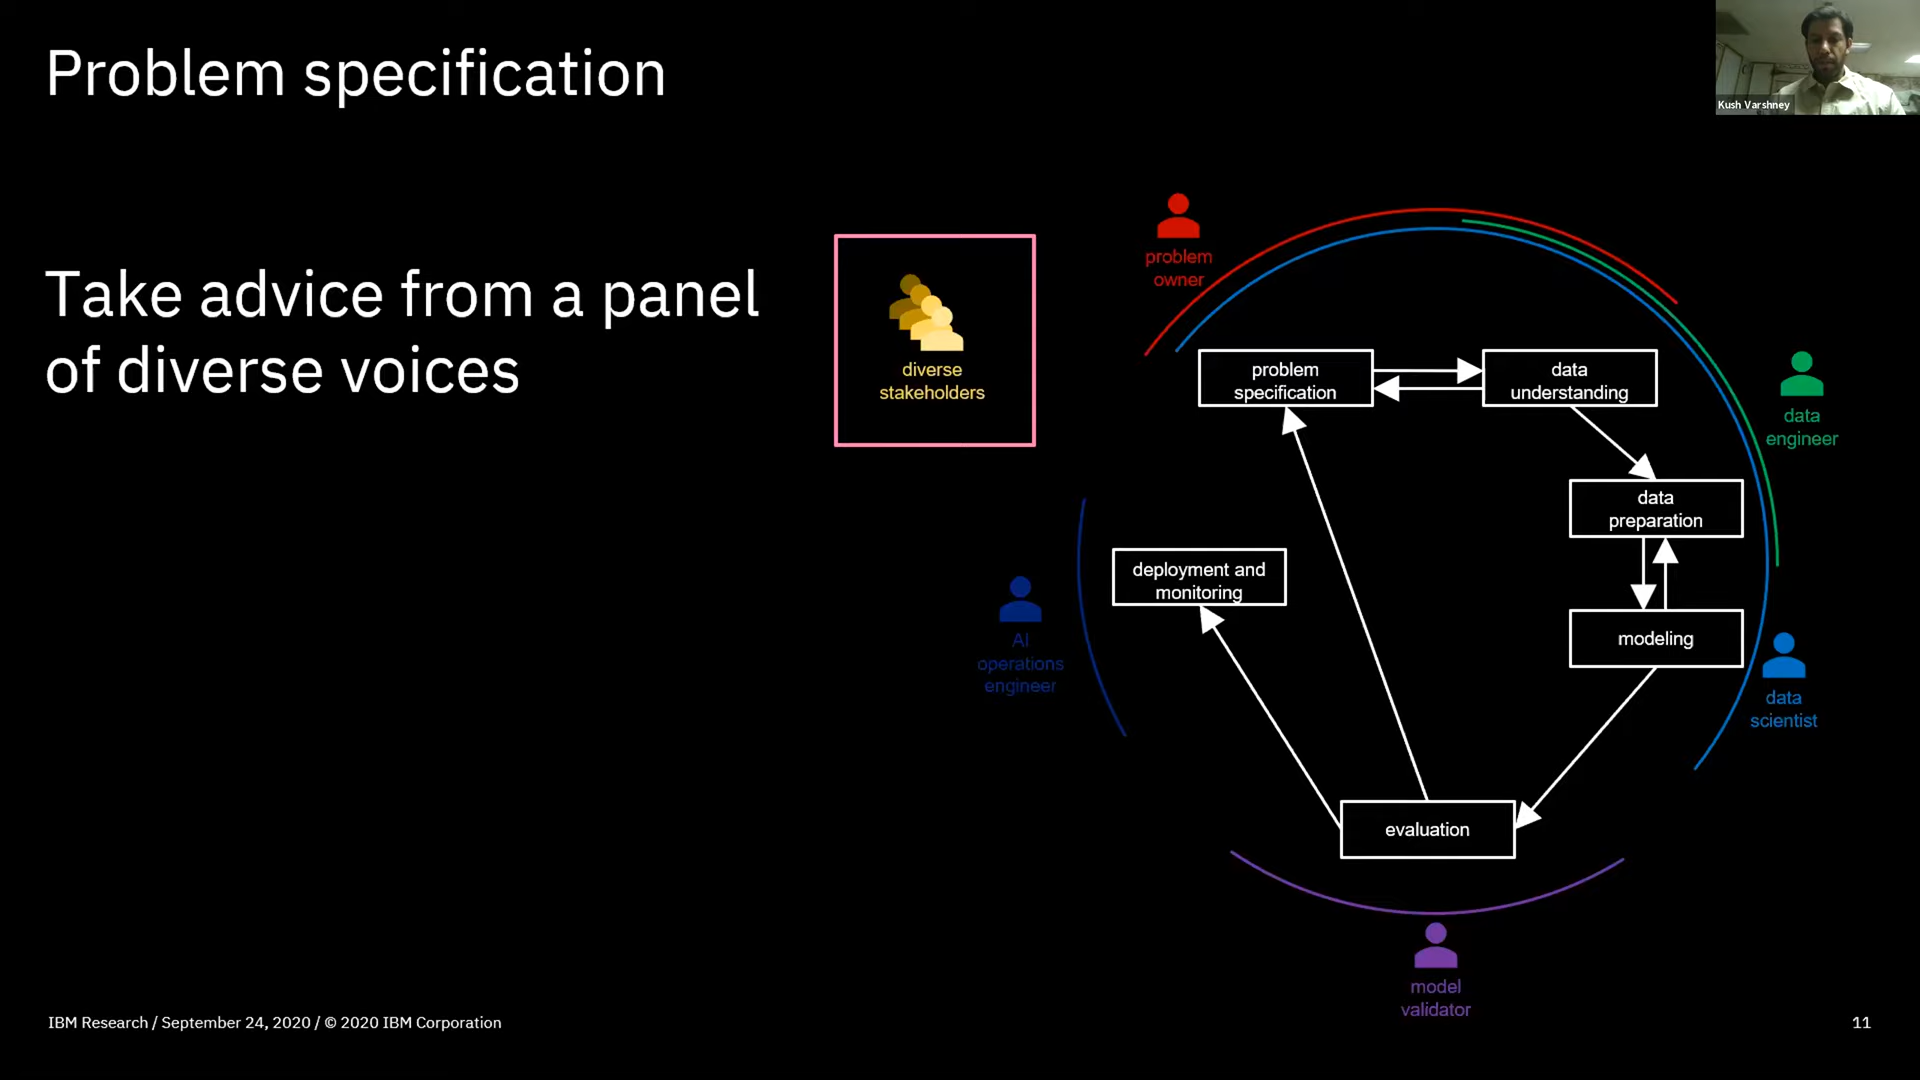 Problem specification
Kush Varshney
Take advice from a panel
of diverse voices
diverse
stakeholders
problem
owner
problem
specification
data
understanding
data
engineer
data
preparation
deployment and
monitoring
AI
operations
engineer
modeling
data
scientist
evaluation
model
validator
IBM Research / September 24, 2020 / © 2020 IBM Corporation
11